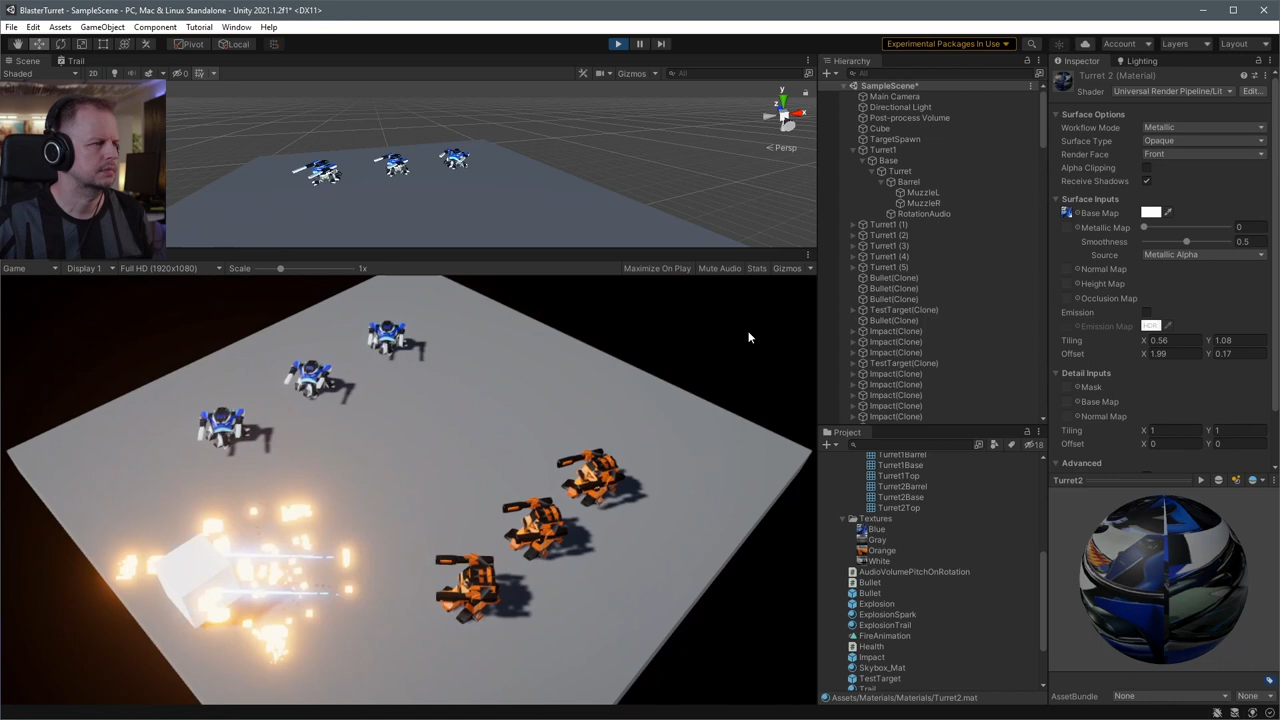 BlasterTurret - SampleScene - PC, Mac & Linux Standalone - Unity 2021.1.2f1* <DX11>
File Edit Assets GameObject Component Tutorial Window Help
Pivot Local Experimental Packages In Use Account Layers Layout
Scene Trail
Shaded 2D 0 Gizmos All
y
x
z
Persp
Game Display 1 Full HD (1920x1080) Scale 1x Maximize On Play Mute Audio Stats Gizmos
Hierarchy
All
SampleScene*
Main Camera
Directional Light
Post-process Volume
Cube
TargetSpawn
Turret1
Base
Turret
Barrel
MuzzleL
MuzzleR
RotationAudio
Turret1 (1)
Turret1 (2)
Turret1 (3)
Turret1 (4)
Turret1 (5)
Bullet(Clone)
Bullet(Clone)
Bullet(Clone)
TestTarget(Clone)
Bullet(Clone)
Impact(Clone)
Impact(Clone)
Impact(Clone)
TestTarget(Clone)
Impact(Clone)
Impact(Clone)
Impact(Clone)
Impact(Clone)
Impact(Clone)
Project
18
Turret1Barrel
Turret1Base
Turret1Top
Turret2Barrel
Turret2Base
Turret2Top
Textures
Blue
Gray
Orange
White
AudioVolumePitchOnRotation
Bullet
Bullet
Explosion
ExplosionSpark
ExplosionTrail
FireAnimation
Health
Impact
Skybox_Mat
TestTarget
Trail
Assets/Materials/Materials/Turret2.mat
Inspector Lighting
Turret 2 (Material)
Shader Universal Render Pipeline/Lit Edit...
Surface Options
Workflow Mode Metallic
Surface Type Opaque
Render Face Front
Alpha Clipping
Receive Shadows
Surface Inputs
Base Map
Metallic Map 0
Smoothness 0.5
Source Metallic Alpha
Normal Map
Height Map
Occlusion Map
Emission
Emission Map HDR
Tiling X 0.56 Y 1.08
Offset X 1.99 Y 0.17
Detail Inputs
Mask
Base Map
Normal Map
Tiling X 1 Y 1
Offset X 0 Y 0
Advanced
Turret2
AssetBundle None None